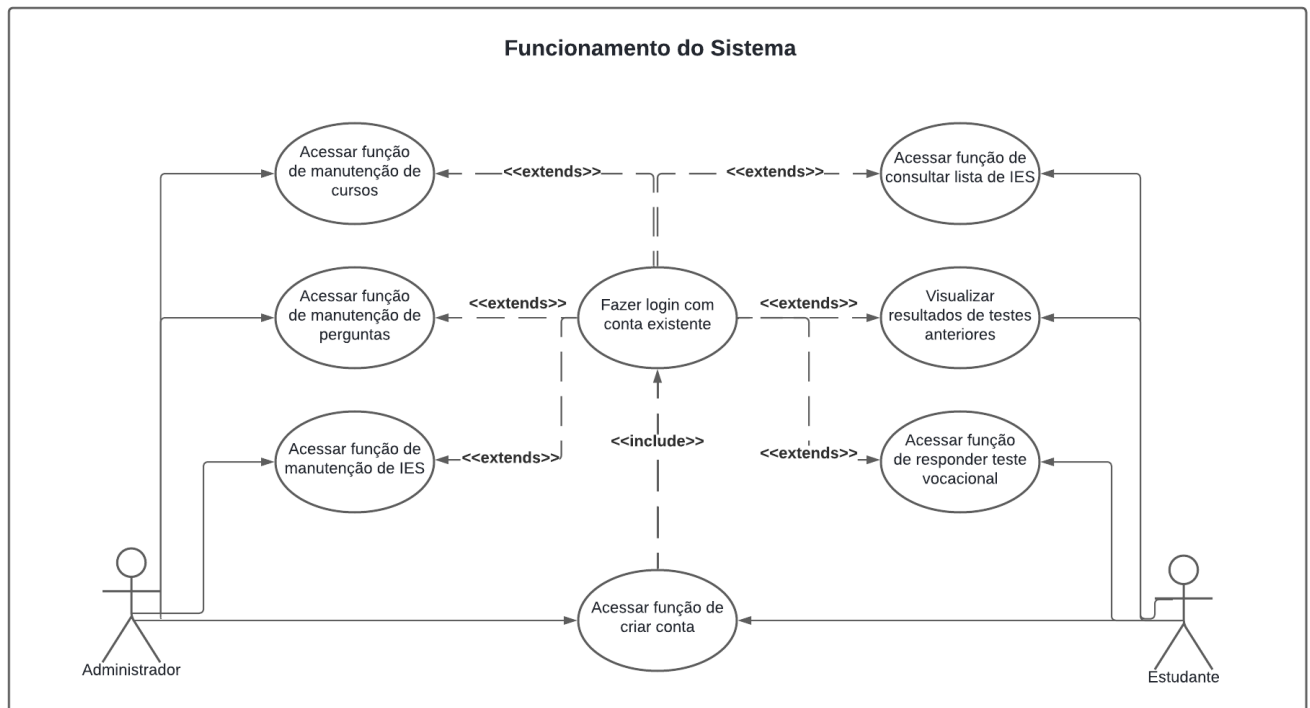 Funcionamento do Sistema
Acessar função
de manutenção de
cursos
<<extends>>
<<extends>>
Acessar função de
consultar lista de IES
Acessar função
de manutenção de
perguntas
<<extends>>
Fazer login com
conta existente
<<extends>>
Visualizar
resultados de testes
anteriores
Acessar função de
manutenção de IES
<<extends>>
<<include>>
<<extends>>
Acessar função
de responder teste
vocacional
Acessar função de
criar conta
Administrador
Estudante